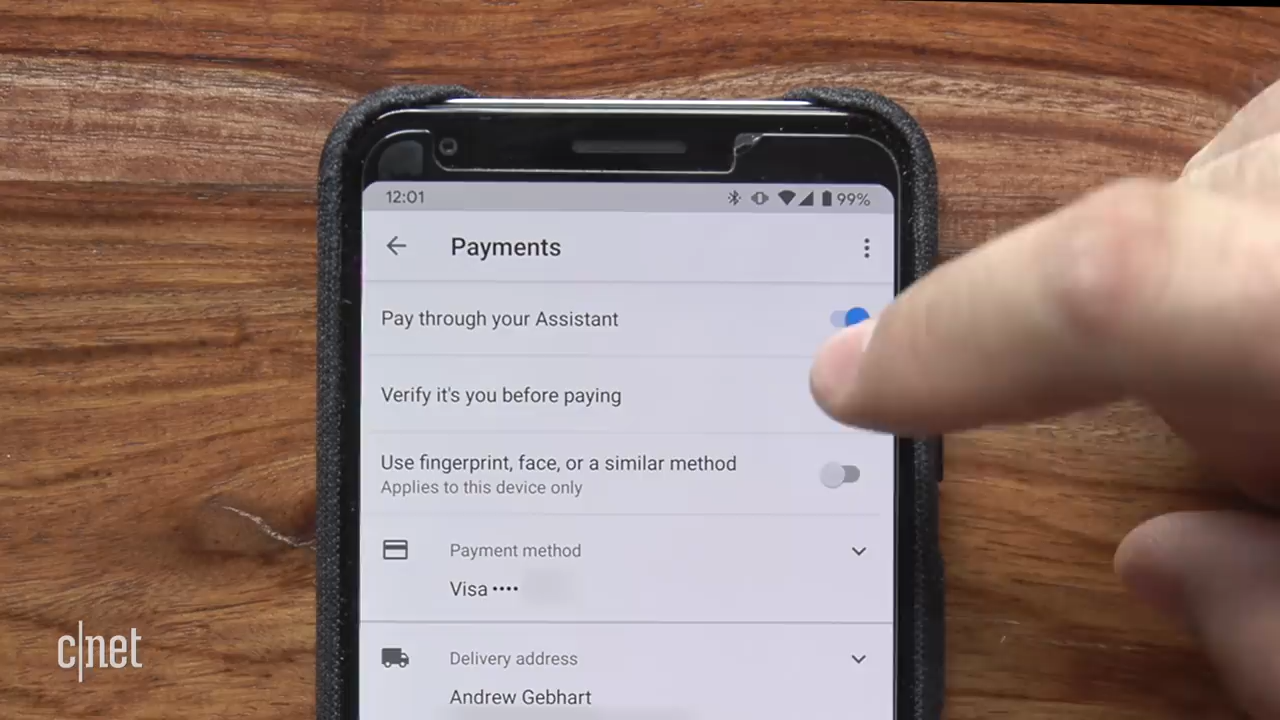 12:01
99%
Payments
Pay through your Assistant
Verify it's you before paying
Use fingerprint, face, or a similar method
Applies to this device only
Payment method
Visa ••••
Delivery address
Andrew Gebhart
c|net